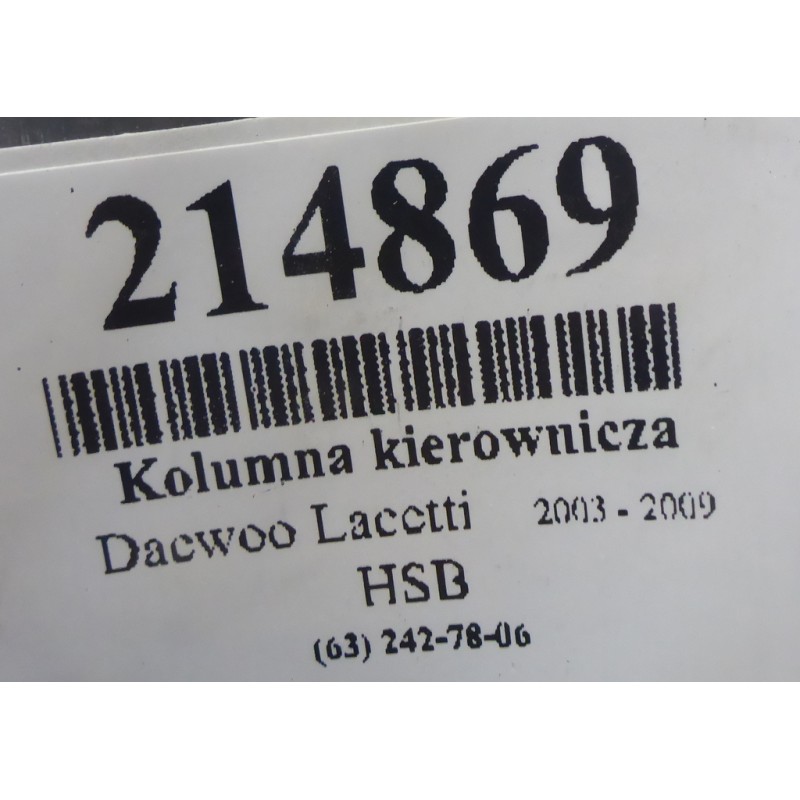 214869
Kolumna kierownicza
Daewoo Lacetti 2003 - 2009
HSB
(63) 242-78-06